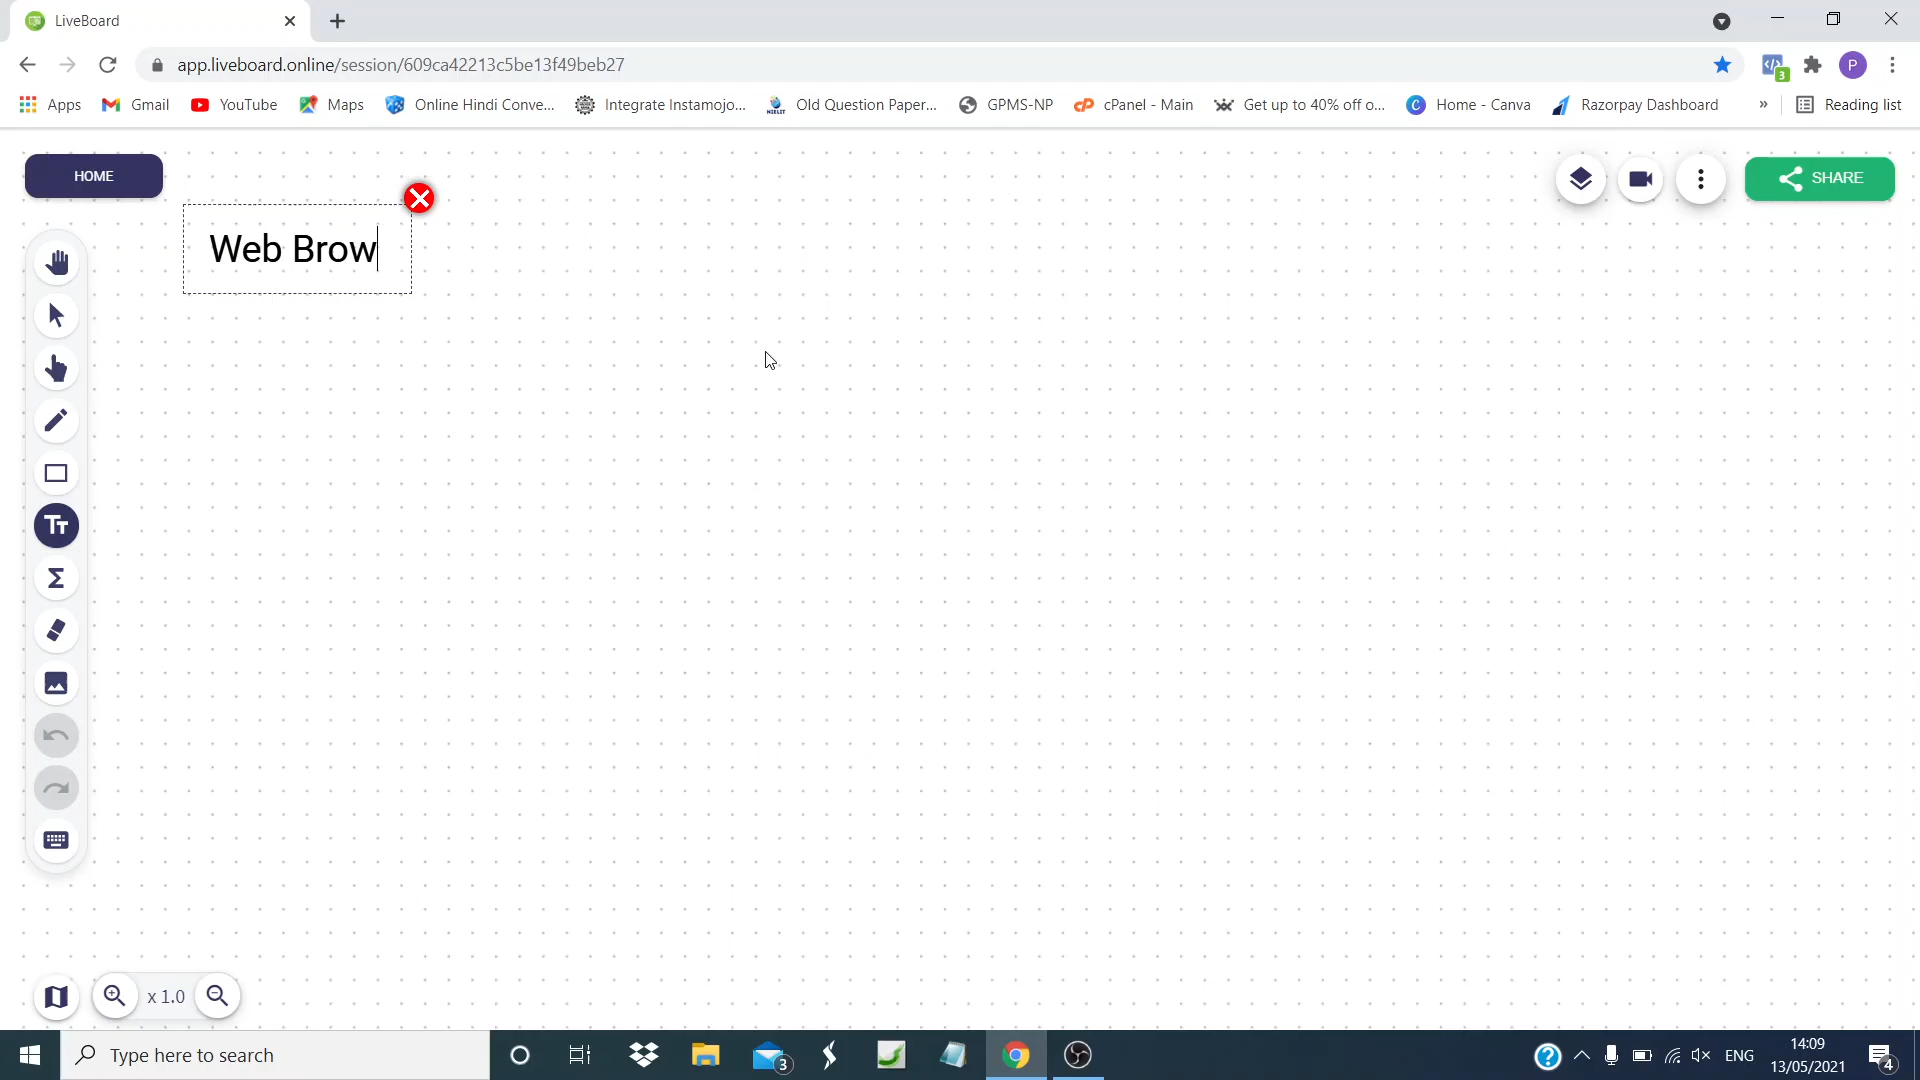 LiveBoard
app.liveboard.online/session/609ca42213c5be13f49beb27
Apps Gmail YouTube Maps Online Hindi Conve... Integrate Instamojo... Old Question Paper... GPMS-NP cPanel - Main Get up to 40% off o... Home - Canva Razorpay Dashboard » Reading list
HOME
SHARE
Web Brow
x 1.0
Type here to search
ENG
14:09
13/05/2021